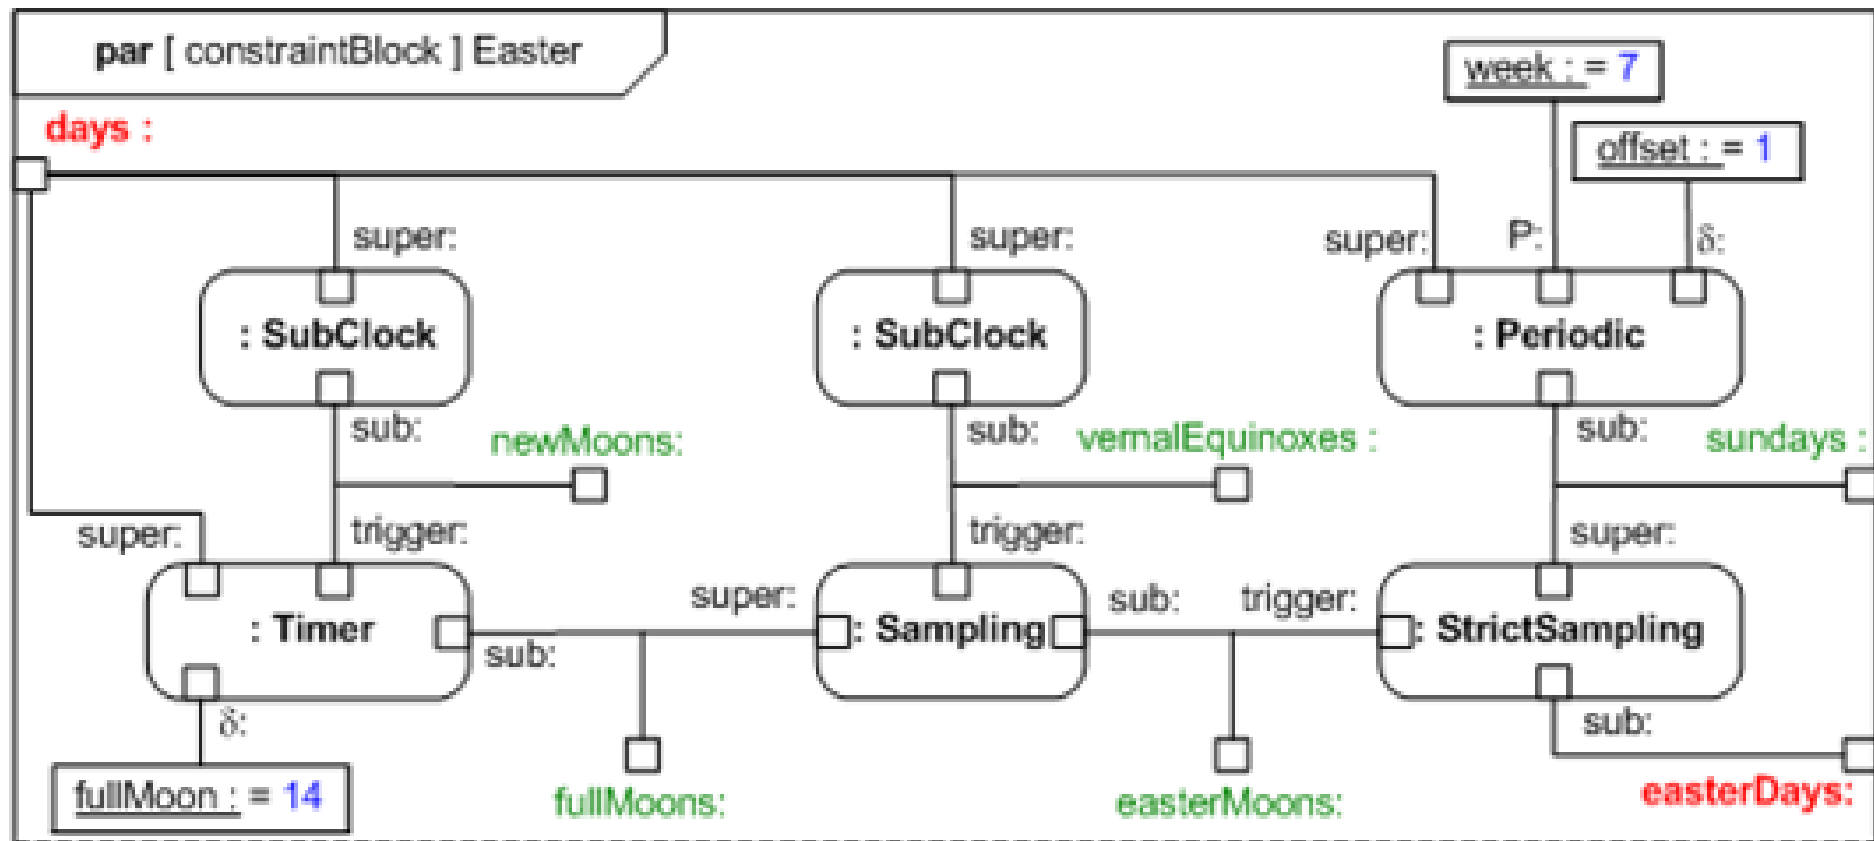 par [ constraintBlock ] Easter
week : = 7
days :
offset : = 1
super:
super:
super:
P:
δ:
: SubClock
: SubClock
: Periodic
sub:
newMoons:
sub:
vernalEquinoxes :
sub:
sundays :
super:
trigger:
trigger:
super:
super:
sub:
trigger:
: Timer
sub:
: Sampling
: StrictSampling
δ:
sub:
fullMoon : = 14
fullMoons:
easterMoons:
easterDays: